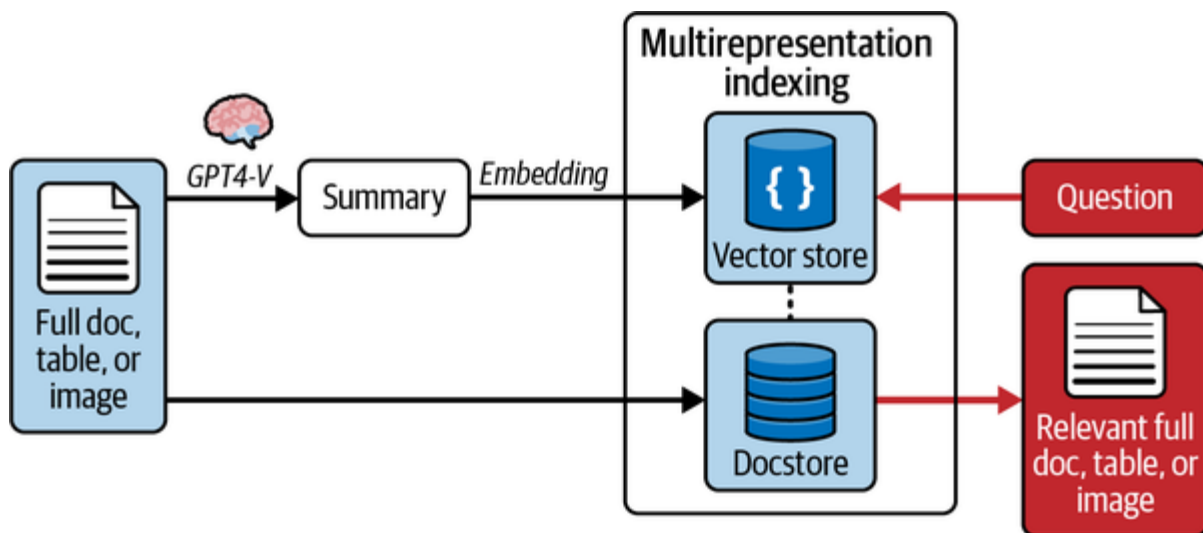 Multirepresentation
indexing
GPT4-V
Summary
Embedding
{ }
Vector store
Question
Full doc,
table, or
image
Docstore
Relevant full
doc, table, or
image